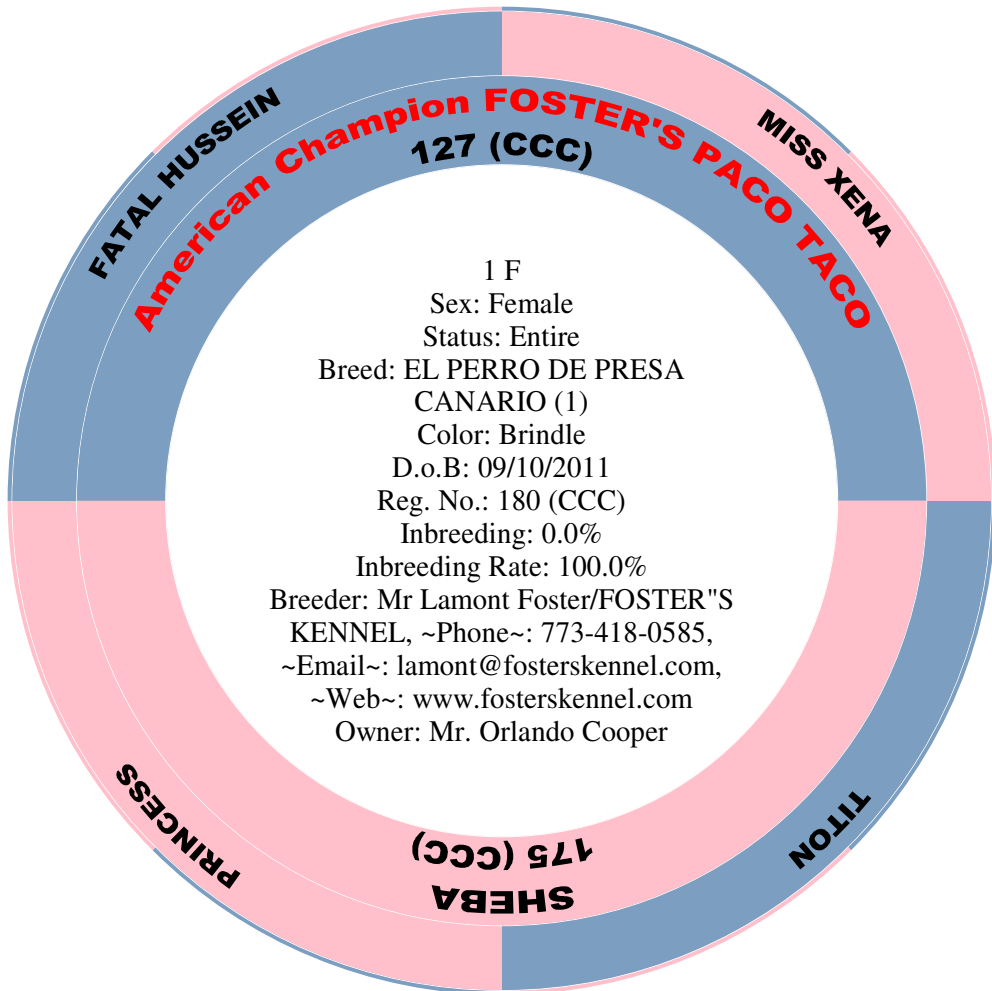 FATAL HUSSEIN
MISS XENA
American Champion FOSTER'S PACO TACO
127 (CCC)
1 F
Sex: Female
Status: Entire
Breed: EL PERRO DE PRESA
CANARIO (1)
Color: Brindle
D.o.B: 09/10/2011
Reg. No.: 180 (CCC)
Inbreeding: 0.0%
Inbreeding Rate: 100.0%
Breeder: Mr Lamont Foster/FOSTER"S
KENNEL, ~Phone~: 773-418-0585,
~Email~: lamont@fosterskennel.com,
~Web~: www.fosterskennel.com
Owner: Mr. Orlando Cooper
SHEBA
175 (CCC)
TITON
PRINCESS